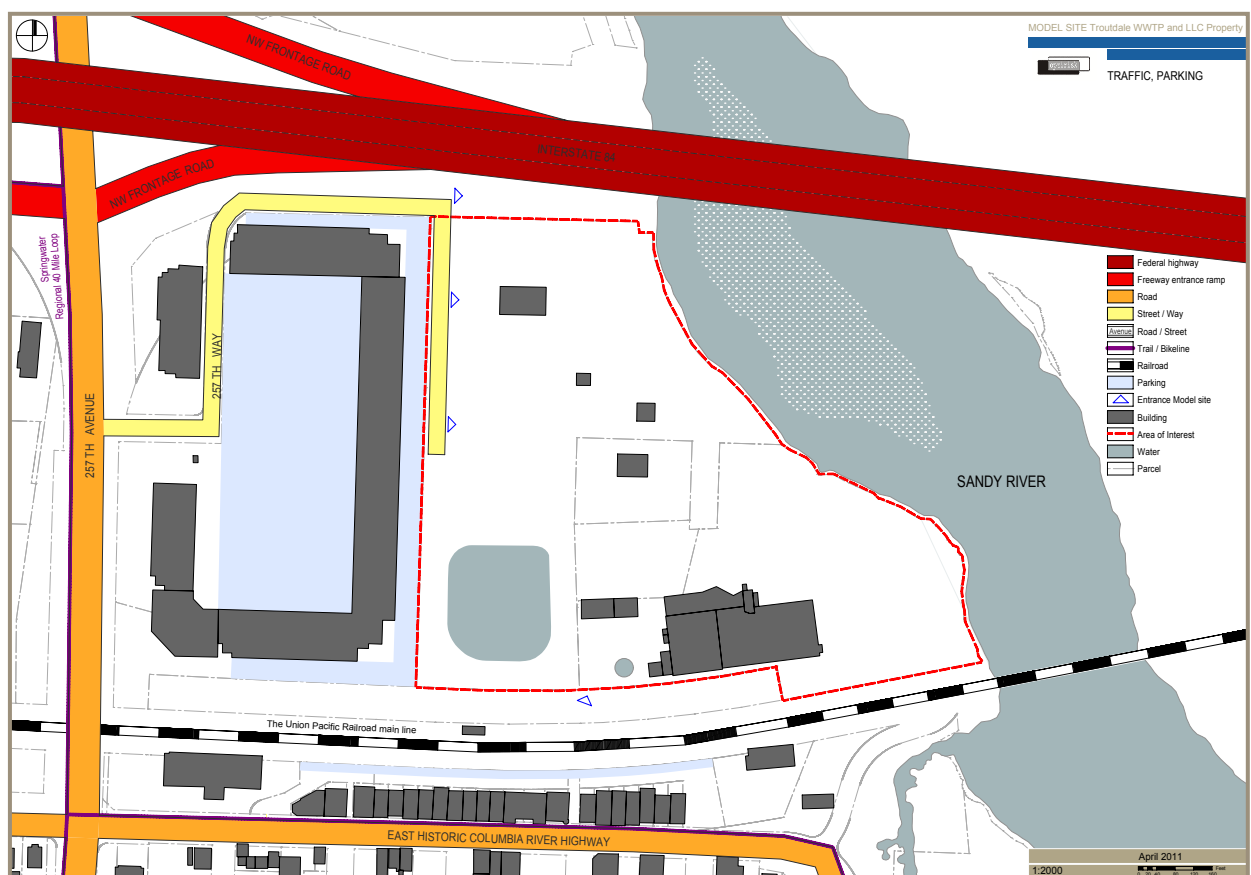 MODEL SITE Troutdale WWTP and LLC Property
TRAFFIC, PARKING
NW FRONTAGE ROAD
INTERSTATE 84
NW FRONTAGE ROAD
Springwater
Regional 40 Mile Loop
257 TH WAY
257 TH AVENUE
Federal highway
Freeway entrance ramp
Road
Street / Way
Avenue Road / Street
Trail / Bikeline
Railroad
Parking
Entrance Model site
Building
Area of Interest
Water
Parcel
SANDY RIVER
The Union Pacific Railroad main line
EAST HISTORIC COLUMBIA RIVER HIGHWAY
April 2011
1:2000
Feet